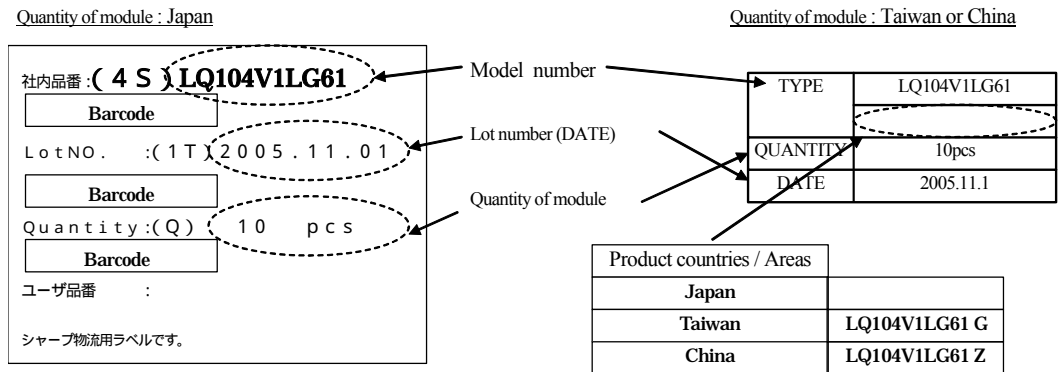 Quantity of module : Japan
社内品番:(4S)LQ104V1LG61
Barcode
LotNO. :(1T)2005.11.01
Barcode
Quantity:(Q) 10 pcs
Barcode
ユーザ品番 :
シャープ物流用ラベルです。
Model number
Lot number (DATE)
Quantity of module
Quantity of module : Taiwan or China
TYPE LQ104V1LG61
QUANTITY 10pcs
DATE 2005.11.1
Product countries / Areas
Japan
Taiwan LQ104V1LG61 G
China LQ104V1LG61 Z